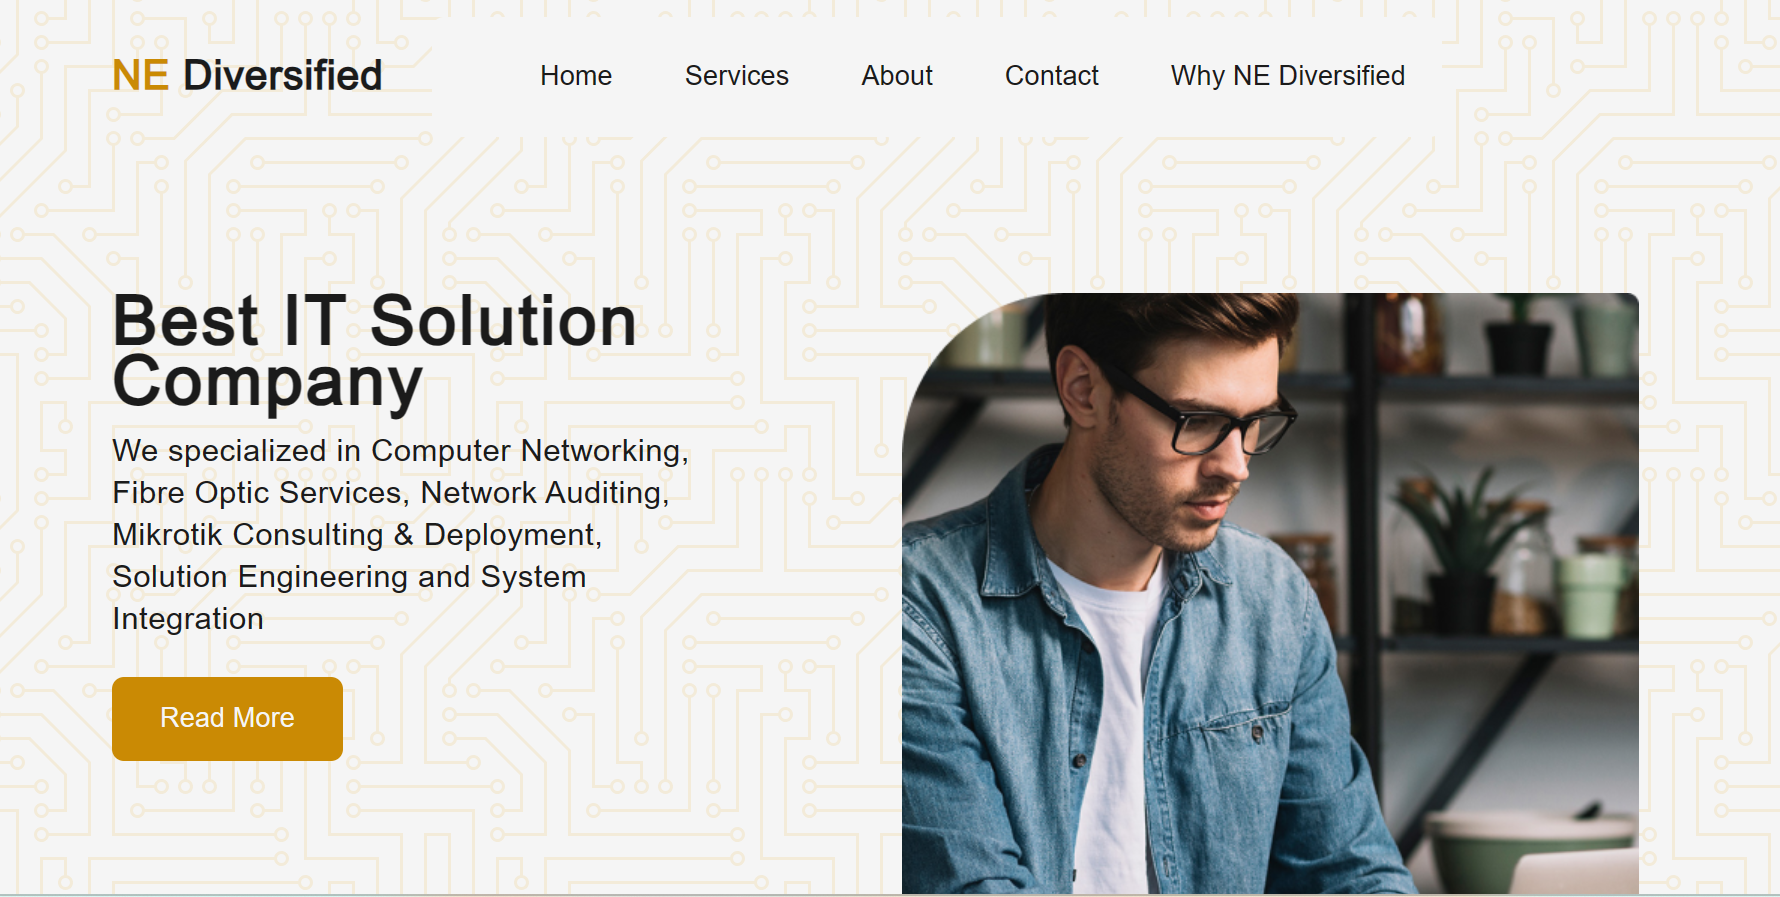 NE Diversified
Home Services About Contact Why NE Diversified
Best IT Solution
Company
We specialized in Computer Networking,
Fibre Optic Services, Network Auditing,
Mikrotik Consulting & Deployment,
Solution Engineering and System
Integration
Read More